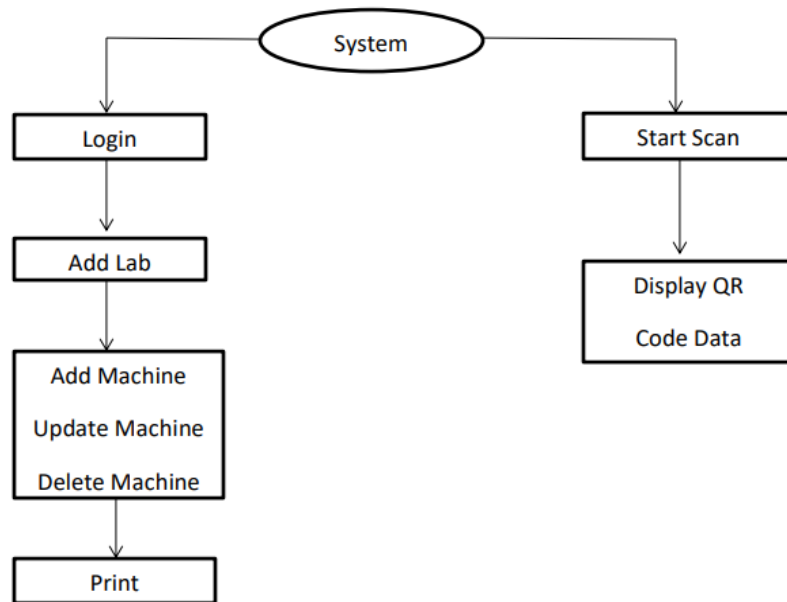 System
Login
Start Scan
Add Lab
Display QR
Code Data
Add Machine
Update Machine
Delete Machine
Print